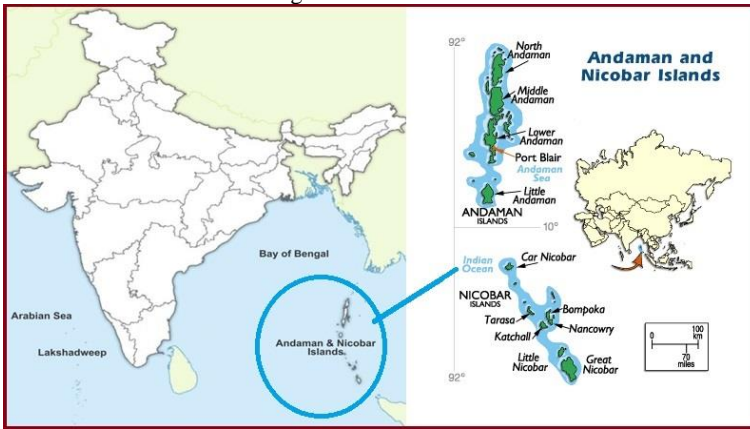 Bay of Bengal
Arabian Sea
Lakshadweep
Andaman & Nicobar
Islands
Andaman and
Nicobar Islands
92°
North
Andaman
Middle
Andaman
Lower
Andaman
Port Blair
Andaman
Sea
Little
Andaman
ANDAMAN
ISLANDS
10°
Indian
Ocean
Car Nicobar
NICOBAR
ISLANDS
Bompoka
Tarasa
Nancowry
Katchall
Little
Nicobar
Great
Nicobar
92°
0
100
km
0
70
miles